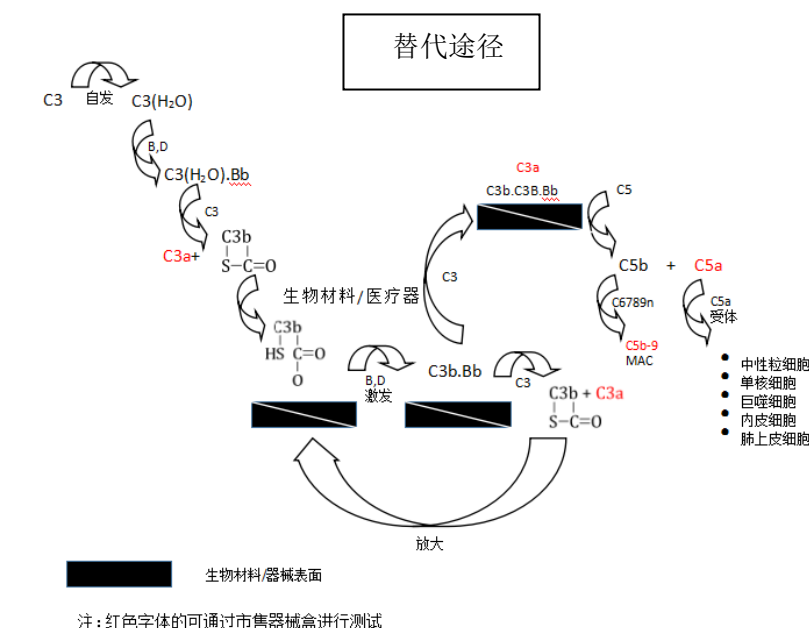 替代途径
C3
自发
C3(H₂O)
B,D
C3(H₂O).Bb
C3
C3a+
C3b
S-C=O
生物材料/医疗器
C3b
HS C=O
O
B,D
激发
C3b.Bb
C3
C3
C3b + C3a
S-C=O
C3a
C3b.C3B.Bb
C5
C5b + C5a
C6789n
C5b-9
MAC
C5a
受体
• 中性粒细胞
• 单核细胞
• 巨噬细胞
• 内皮细胞
• 肺上皮细胞
放大
生物材料/器械表面
注：红色字体的可通过市售器械盒进行测试